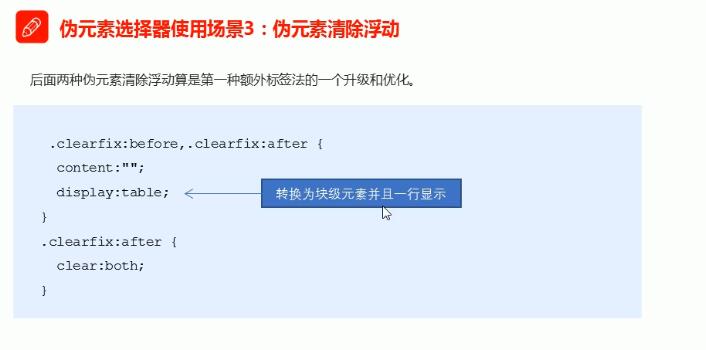 伪元素选择器使用场景3：伪元素清除浮动
后面两种伪元素清除浮动算是第一种额外标签法的一个升级和优化。
.clearfix:before,.clearfix:after {
content:"";
display:table;
转换为块级元素并且一行显示
}
.clearfix:after {
clear:both;
}